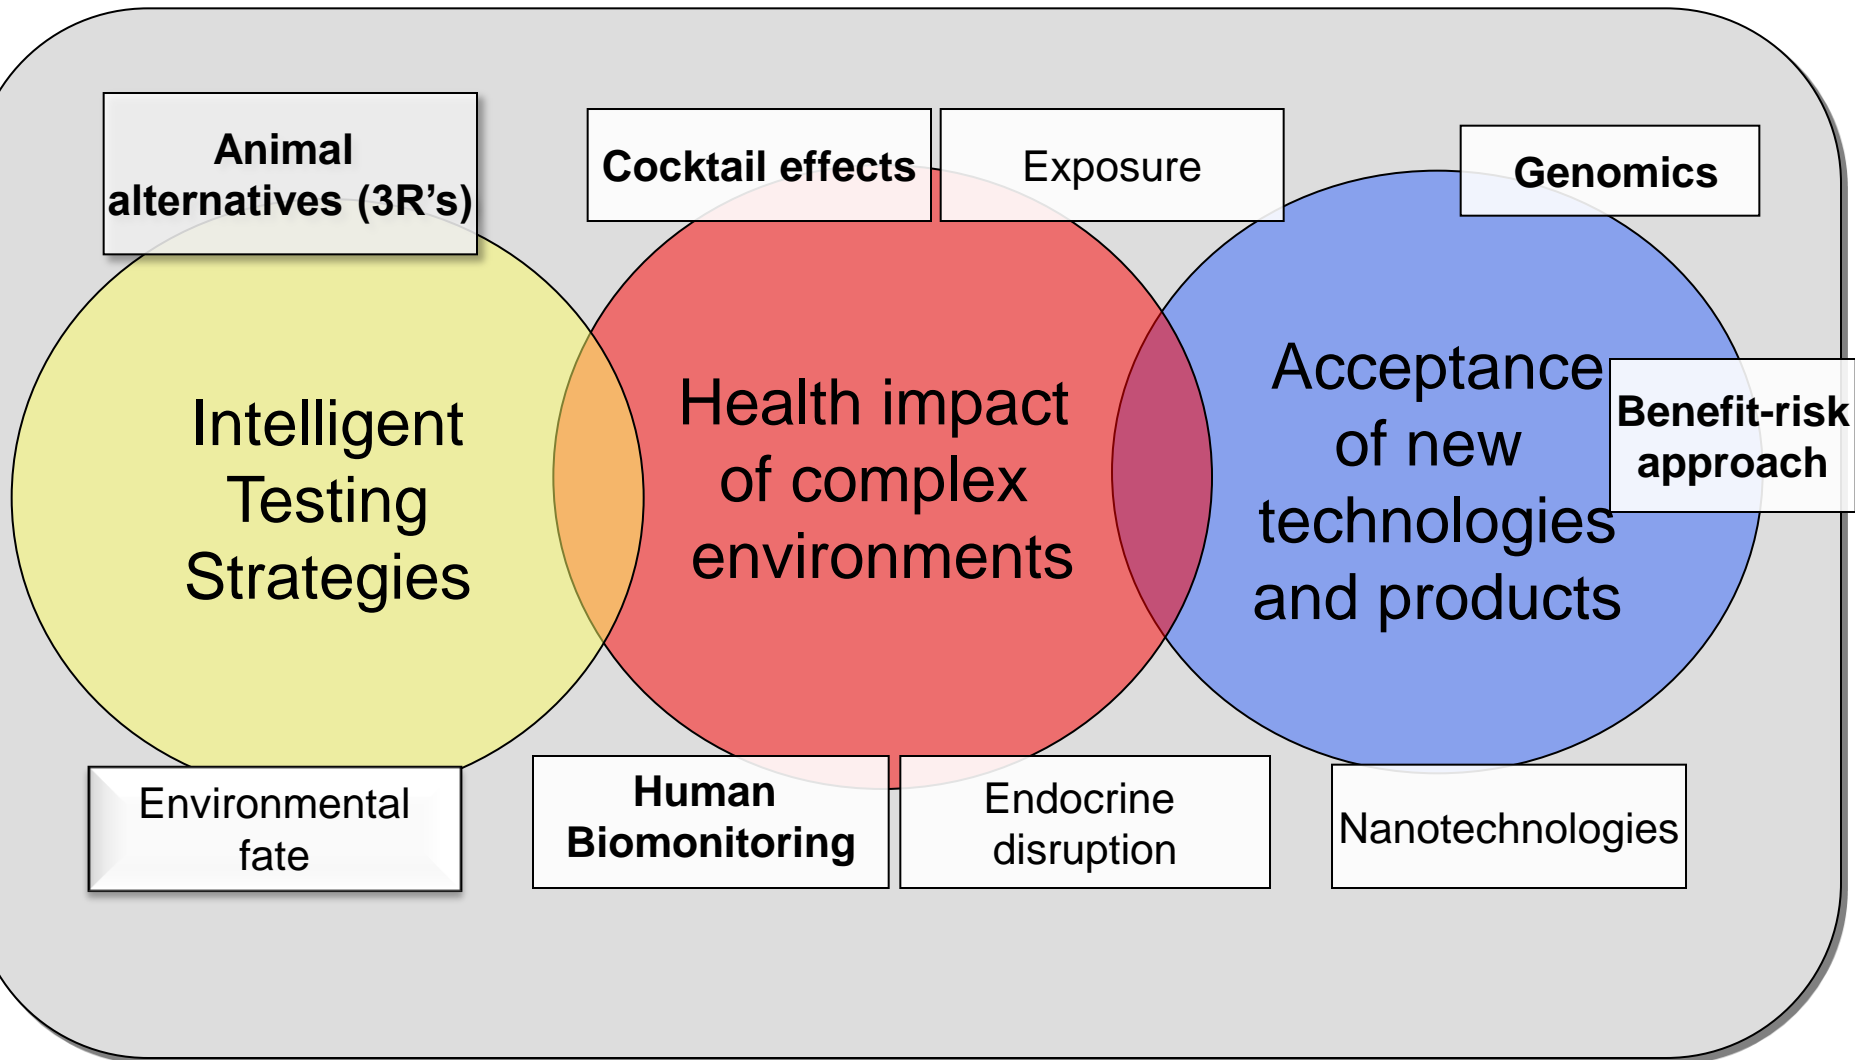 Animal
alternatives (3R’s)
Cocktail effects
Exposure
Genomics
Intelligent
Testing
Strategies
Health impact
of complex
environments
Acceptance
of new
technologies
and products
Benefit-risk
approach
Environmental
fate
Human
Biomonitoring
Endocrine
disruption
Nanotechnologies